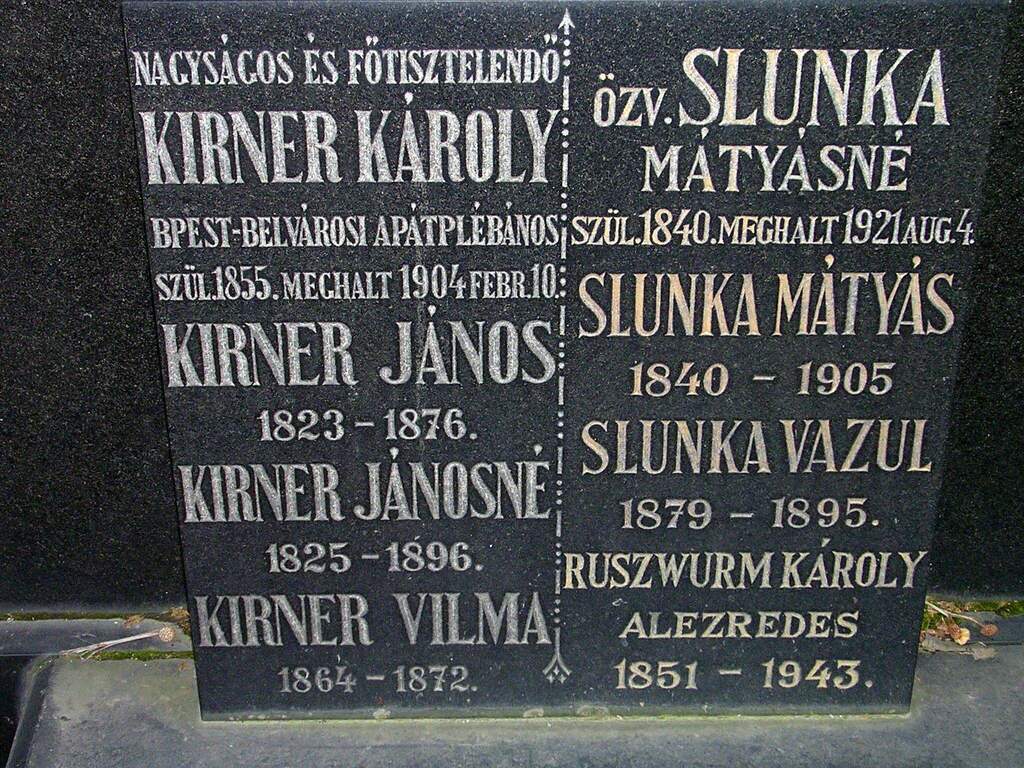 NAGYSÁGOS ÉS FŐTISZTELENDŐ
KIRNER KÁROLY
BPEST-BELVÁROSI APÁTPLÉBÁNOS
SZÜL.1855. MEGHALT 1904 FEBR.10.
KIRNER JÁNOS
1823 - 1876.
KIRNER JÁNOSNÉ
1825 - 1896.
KIRNER VILMA
1864 - 1872.
ÖZV. SLUNKA
MÁTYÁSNÉ
SZÜL.1840. MEGHALT 1921 AUG.4.
SLUNKA MÁTYÁS
1840 - 1905
SLUNKA VAZUL
1879 - 1895.
RUSZWURM KÁROLY
ALEZREDES
1851 - 1943.